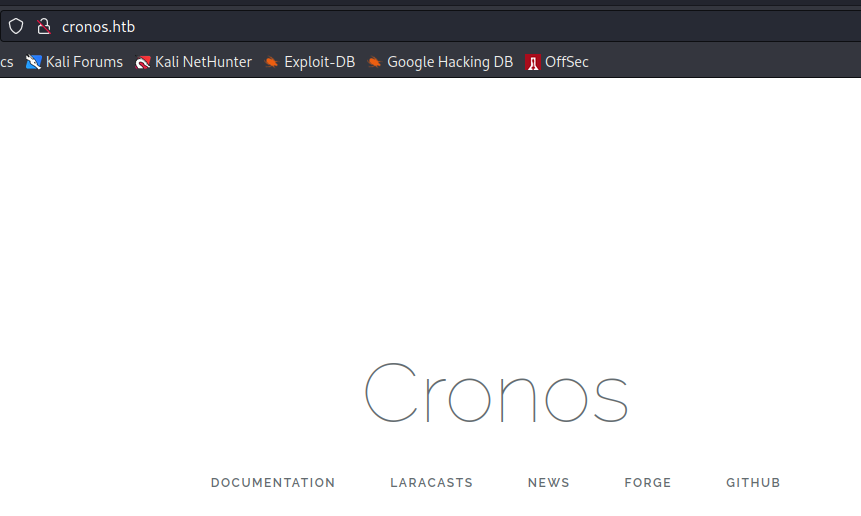 cronos.htb
cs Kali Forums Kali NetHunter Exploit-DB Google Hacking DB OffSec
Cronos
DOCUMENTATION LARACASTS NEWS FORGE GITHUB